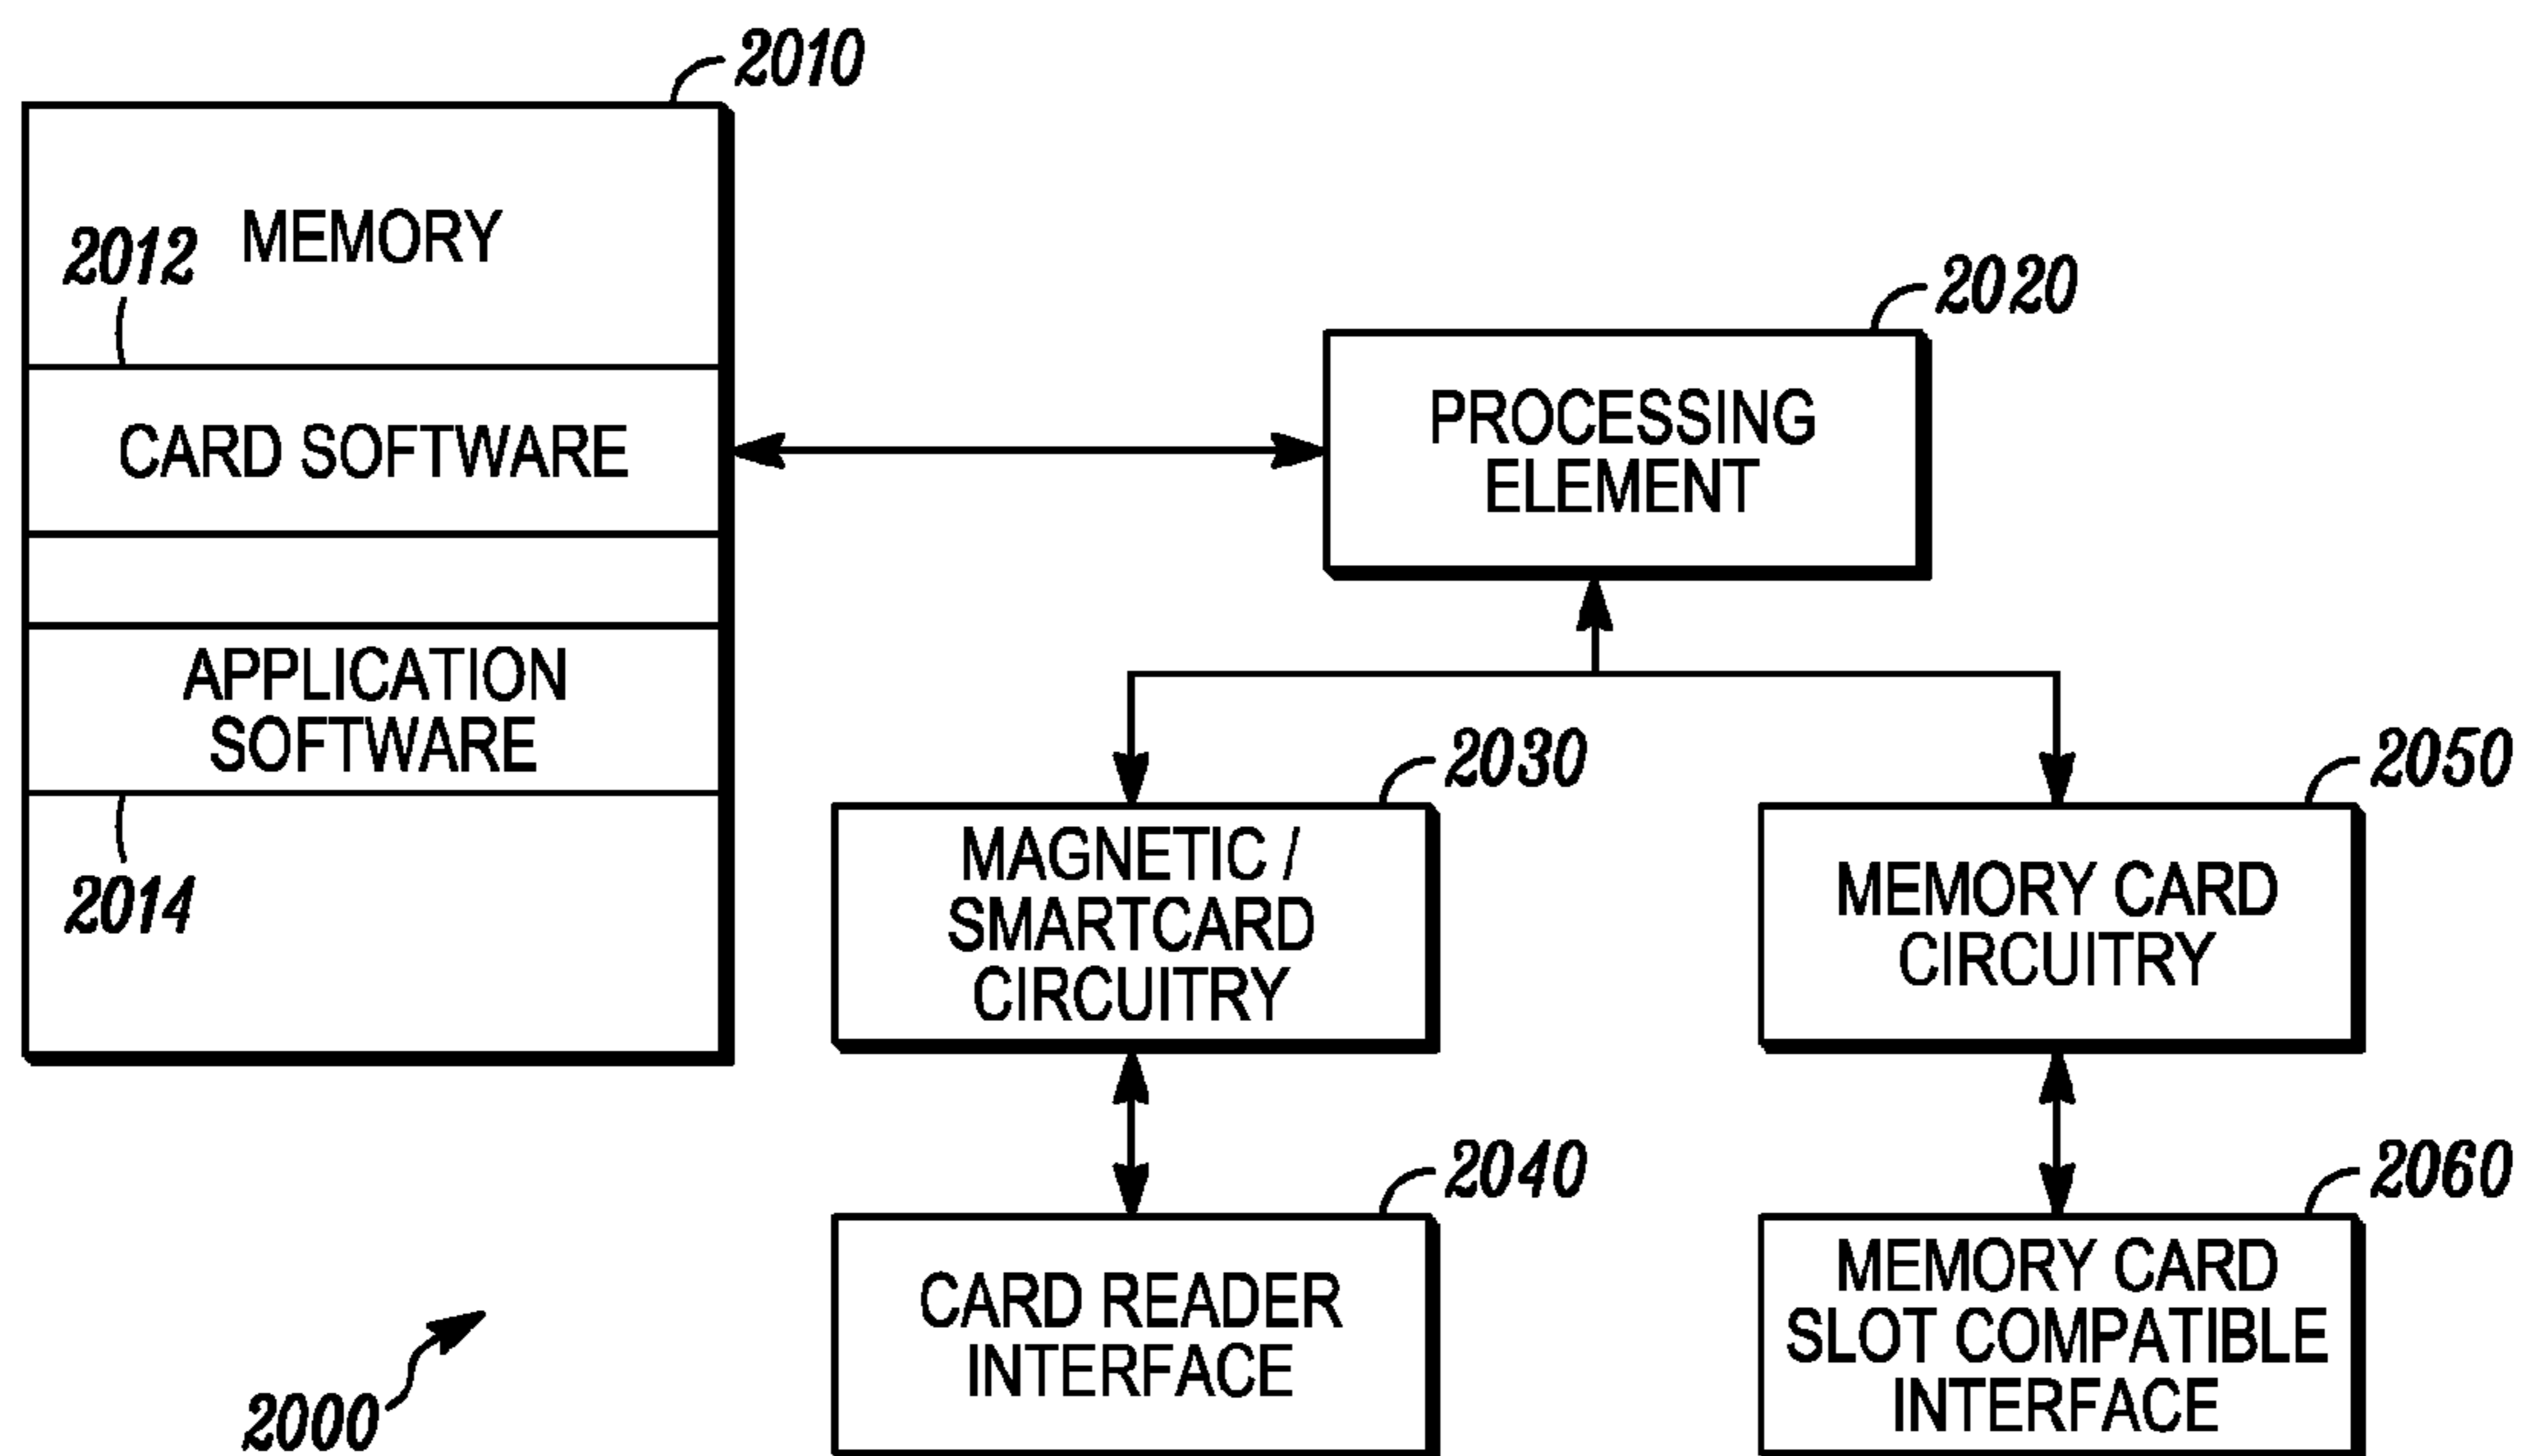 2010
MEMORY
2012
CARD SOFTWARE
APPLICATION
SOFTWARE
2014
2020
PROCESSING
ELEMENT
2030
MAGNETIC /
SMARTCARD
CIRCUITRY
2050
MEMORY CARD
CIRCUITRY
2040
CARD READER
INTERFACE
2060
MEMORY CARD
SLOT COMPATIBLE
INTERFACE
2000